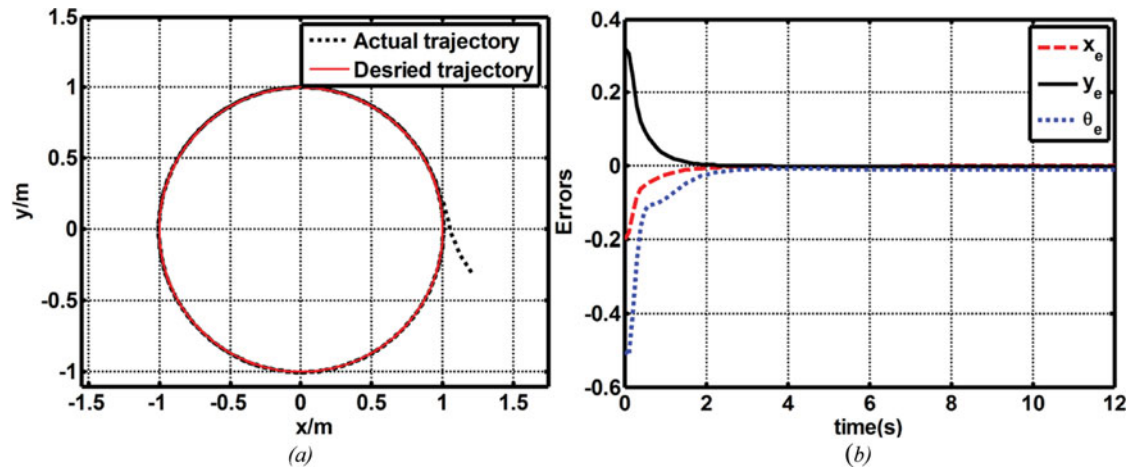 1.5
1
0.5
0
-0.5
-1
y/m
Actual trajectory
Desried trajectory
-1.5 -1 -0.5 0 0.5 1 1.5
x/m
(a)
0.4
0.2
0
-0.2
-0.4
-0.6
Errors
xₑ
yₑ
θₑ
0 2 4 6 8 10 12
time(s)
(b)